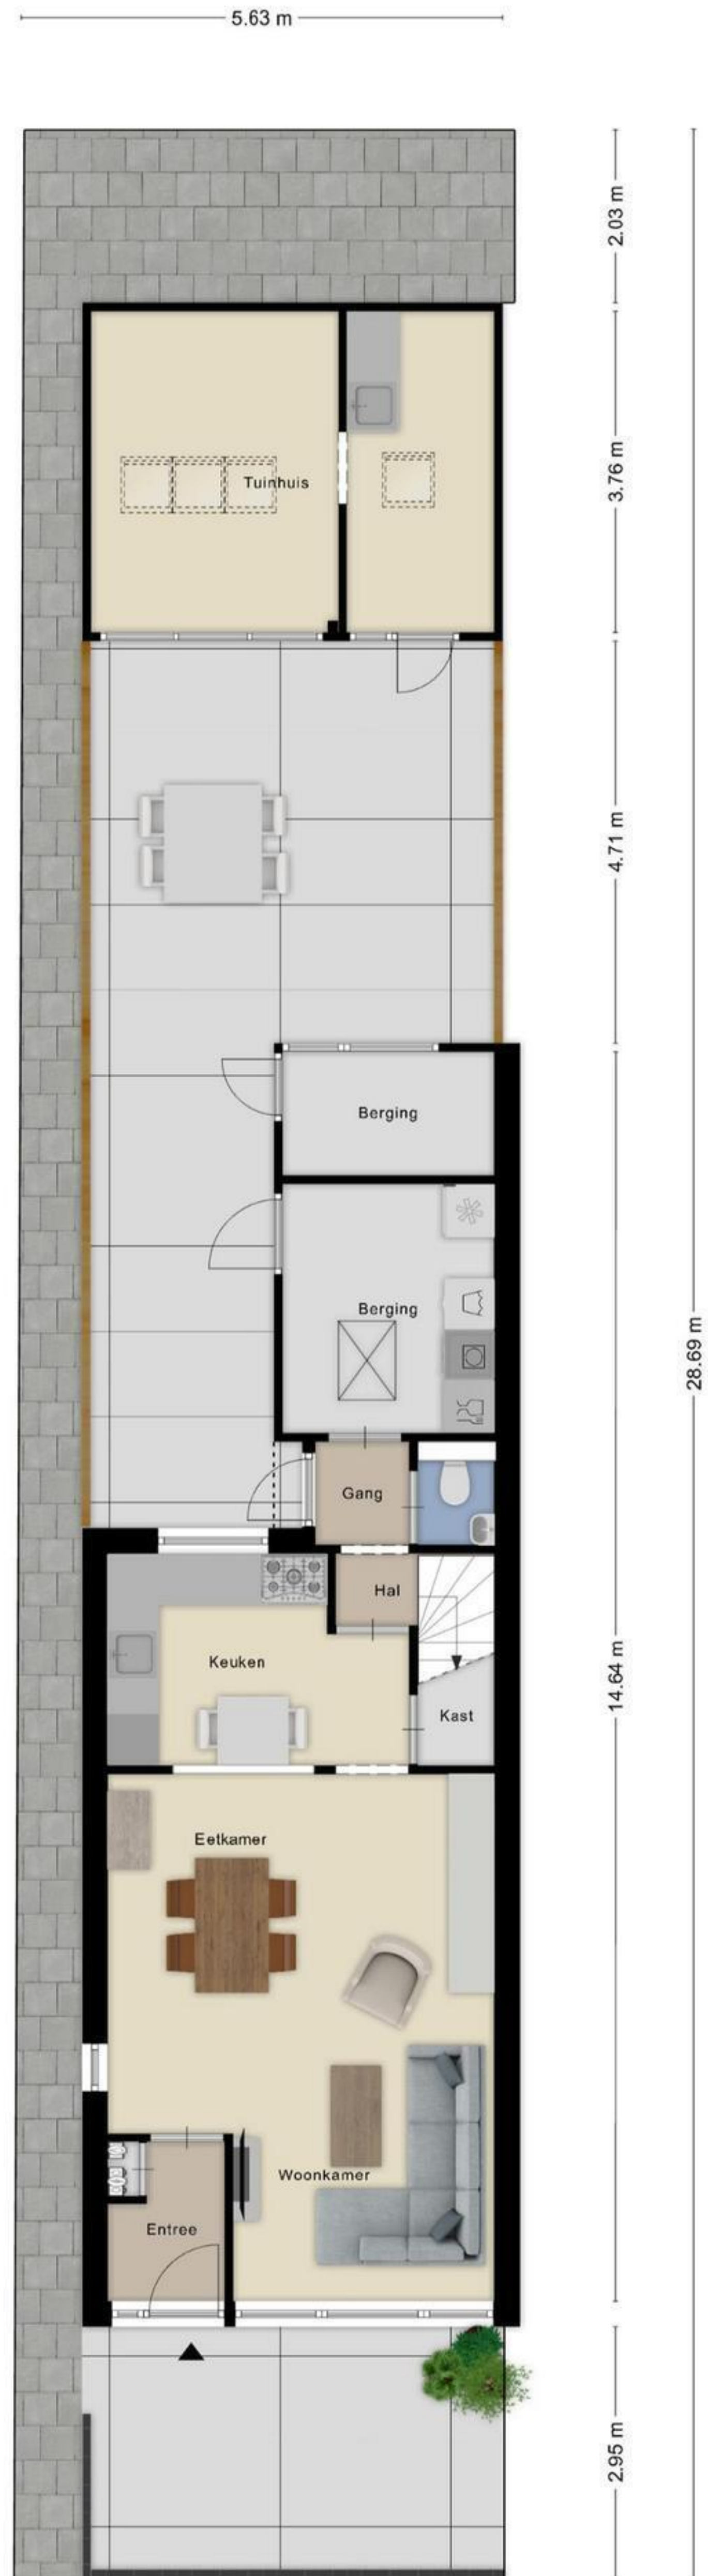 5.63 m
2.03 m
28.69 m
3.76 m
Tuinhuis
4.71 m
Berging
Berging
Gang
Hal
Keuken
14.64 m
Kast
Eetkamer
Woonkamer
Entree
2.95 m